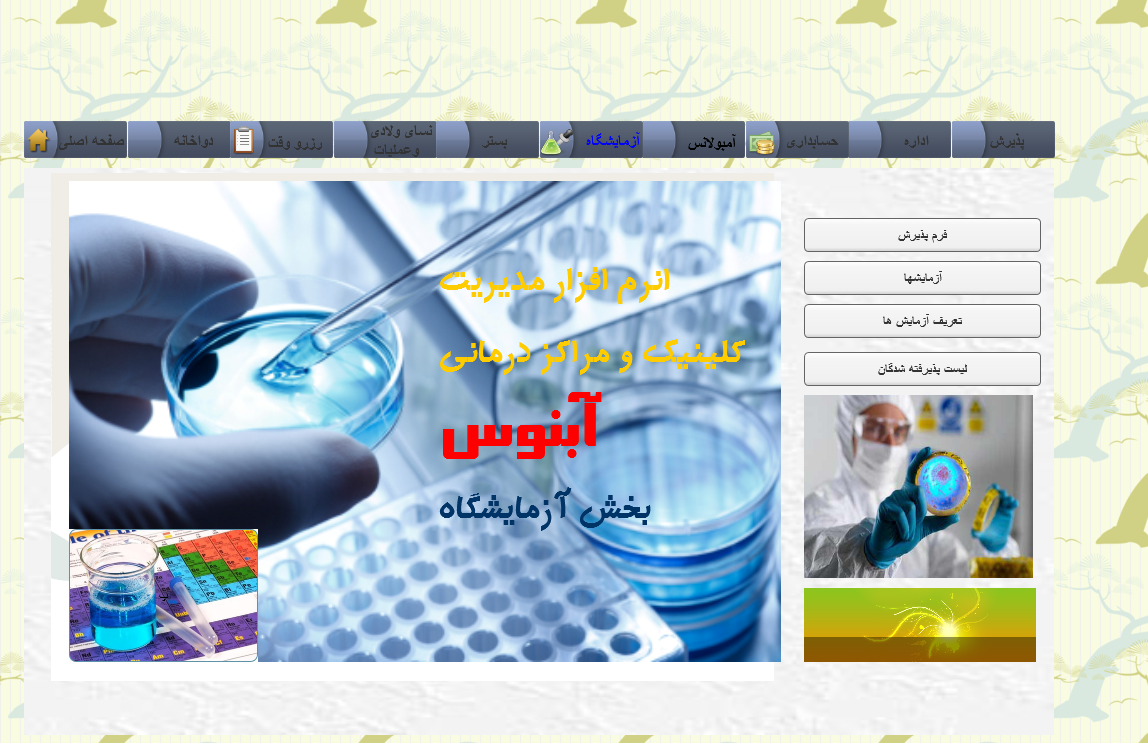 پذیرش
اداره
حسابداری
آمبولانس
آزمایشگاه
بستر
نسای ولادی
وعملیات
رزرو وقت
دواخانه
صفحه اصلی
فرم پذیرش
آزمایشها
تعریف آزمایش ها
لیست پذیرفته شدگان
انرم افزار مدیریت
کلینیک و مراکز درمانی
آبنوس
بخش آزمایشگاه